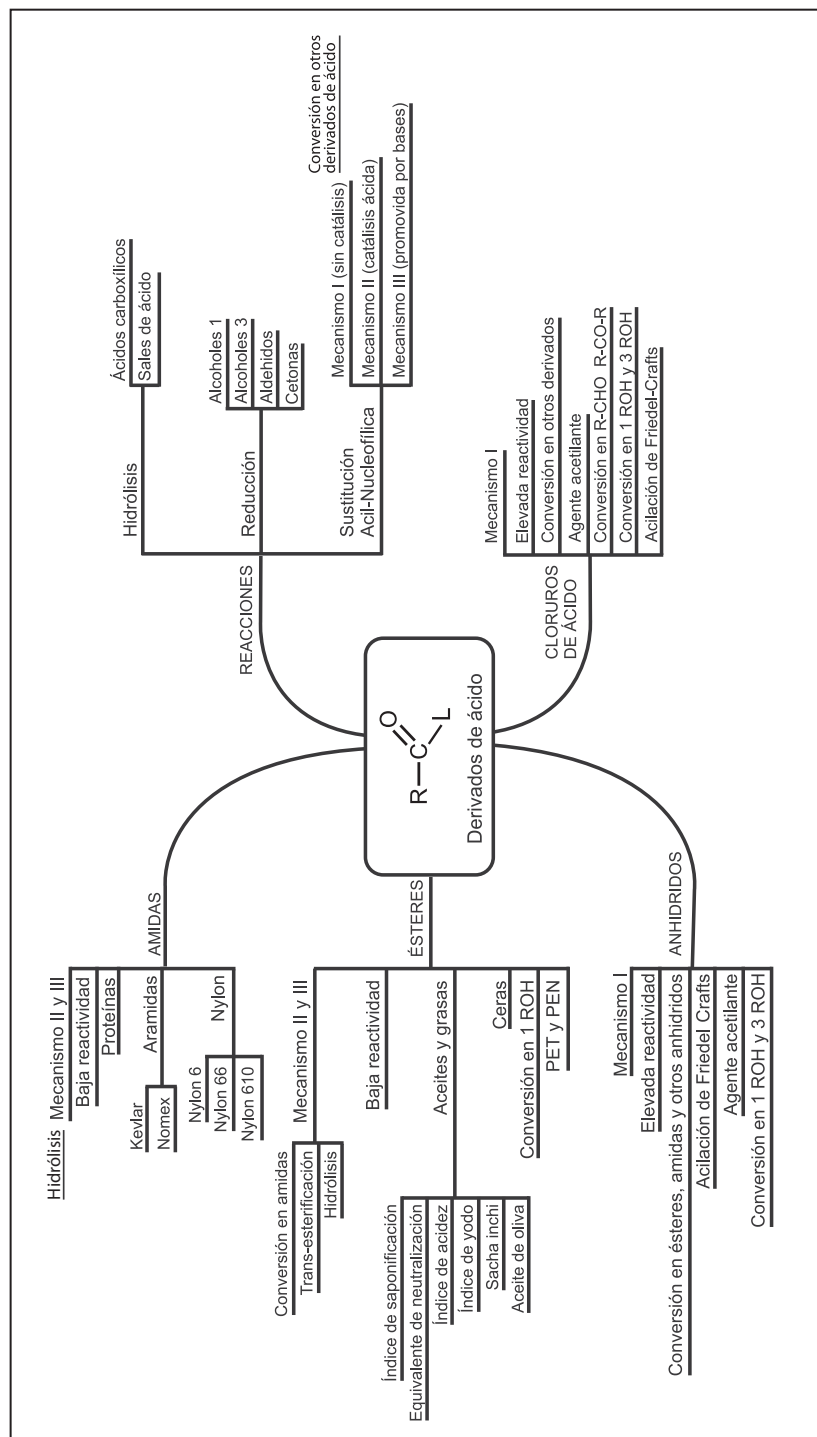 R
C
O
L
Derivados de ácido
REACCIONES
Hidrólisis
Ácidos carboxílicos
Sales de ácido
Reducción
Alcoholes 1
Alcoholes 3
Aldehidos
Cetonas
Sustitución
Acil-Nucleofílica
Mecanismo I (sin catálisis)
Conversión en otros
derivados de ácido
Mecanismo II (catálisis ácida)
Mecanismo III (promovida por bases)
CLORUROS
DE ÁCIDO
Mecanismo I
Elevada reactividad
Conversión en otros derivados
Agente acetilante
Conversión en R-CHO R-CO-R
Conversión en 1 ROH y 3 ROH
Acilación de Friedel-Crafts
AMIDAS
Mecanismo II y III
Hidrólisis
Baja reactividad
Proteínas
Aramidas
Kevlar
Nomex
Nylon
Nylon 6
Nylon 66
Nylon 610
ÉSTERES
Mecanismo II y III
Conversión en amidas
Trans-esterificación
Hidrólisis
Baja reactividad
Aceites y grasas
Índice de saponificación
Equivalente de neutralización
Índice de acidez
Índice de yodo
Sacha inchi
Aceite de oliva
Ceras
Conversión en 1 ROH
PET y PEN
ANHIDRIDOS
Mecanismo I
Elevada reactividad
Conversión en ésteres, amidas y otros anhidridos
Acilación de Friedel Crafts
Agente acetilante
Conversión en 1 ROH y 3 ROH